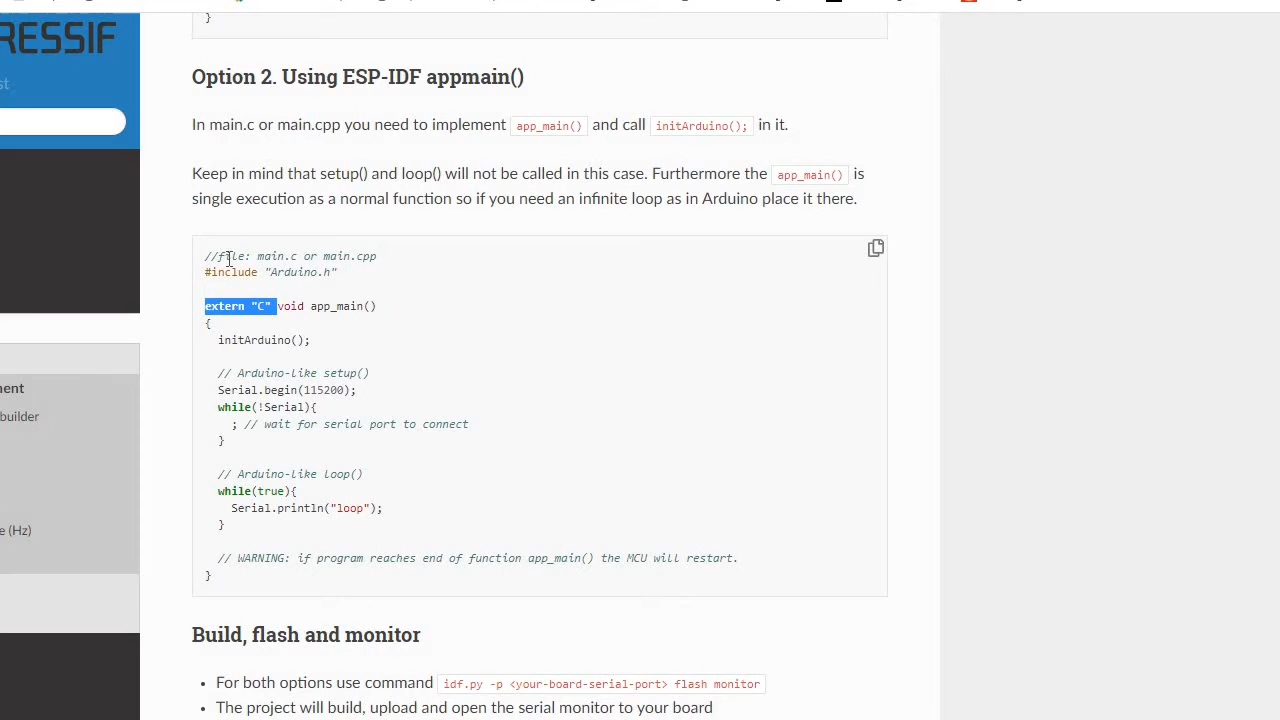 }
RESSIF
st
Option 2. Using ESP-IDF appmain()
In main.c or main.cpp you need to implement app_main() and call initArduino(); in it.
Keep in mind that setup() and loop() will not be called in this case. Furthermore the app_main() is
single execution as a normal function so if you need an infinite loop as in Arduino place it there.
//file: main.c or main.cpp
#include "Arduino.h"
extern "C" void app_main()
{
initArduino();
// Arduino-like setup()
Serial.begin(115200);
while(!Serial){
; // wait for serial port to connect
}
// Arduino-like loop()
while(true){
Serial.println("loop");
}
// WARNING: if program reaches end of function app_main() the MCU will restart.
}
ment
builder
e (Hz)
Build, flash and monitor
• For both options use command idf.py -p <your-board-serial-port> flash monitor
• The project will build, upload and open the serial monitor to your board